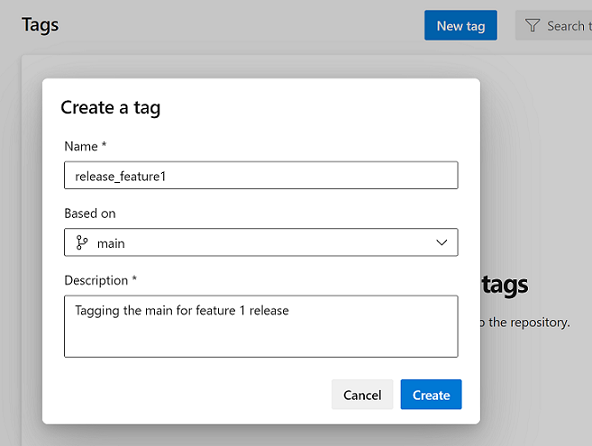 Tags
New tag
Search t
Create a tag
Name *
release_feature1
Based on
main
Description *
Tagging the main for feature 1 release
tags
o the repository.
Cancel
Create